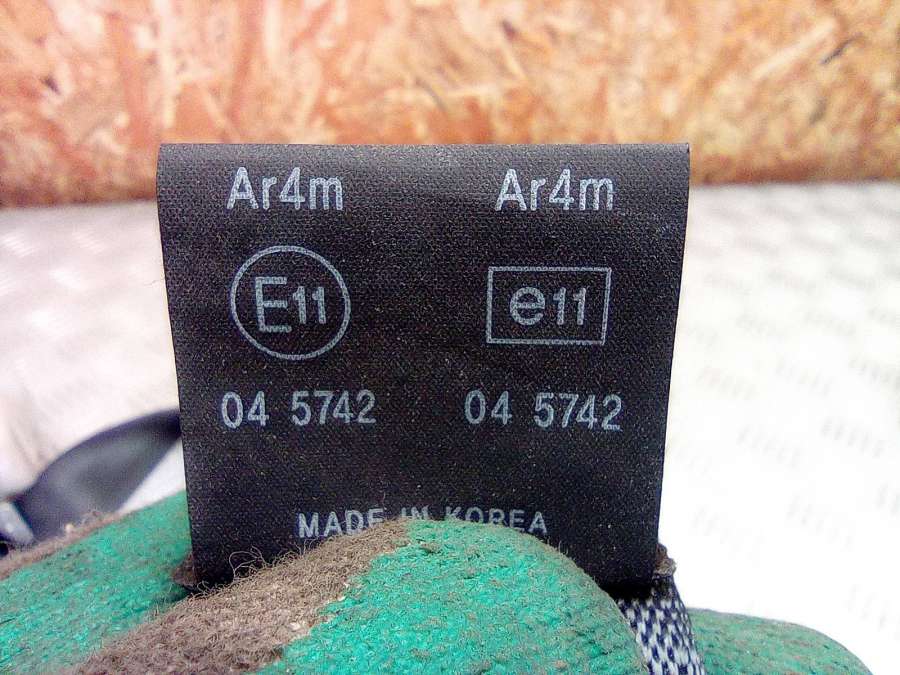 Ar4m Ar4m
E11 e11
04 5742 04 5742
MADE IN KOREA